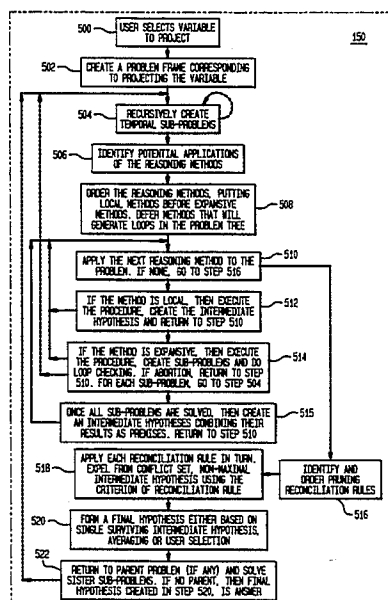 150
500
USER SELECTS VARIABLE
TO PROJECT
502
CREATE A PROBLEM FRAME CORRESPONDING
TO PROJECTING THE VARIABLE
504
RECURSIVELY CREATE
TEMPORAL SUB-PROBLEMS
506
IDENTIFY POTENTIAL APPLICATIONS
OF THE REASONING METHODS
ORDER THE REASONING METHODS, PUTTING
LOCAL METHODS BEFORE EXPANSIVE
METHODS. DEFER METHODS THAT WILL
GENERATE LOOPS IN THE PROBLEM TREE
508
APPLY THE NEXT REASONING METHOD TO THE
PROBLEM. IF NONE, GO TO STEP 516
510
IF THE METHOD IS LOCAL, THEN EXECUTE
THE PROCEDURE, CREATE THE INTERMEDIATE
HYPOTHESIS AND RETURN TO STEP 510
512
IF THE METHOD IS EXPANSIVE, THEN EXECUTE
THE PROCEDURE, CREATE SUB-PROBLEMS AND DO
LOOP CHECKING. IF ABORTION, RETURN TO STEP
510. FOR EACH SUB-PROBLEM, GO TO STEP 504
514
ONCE ALL SUB-PROBLEMS ARE SOLVED, THEN CREATE
AN INTERMEDIATE HYPOTHESES COMBINING THEIR
RESULTS AS PREMISES. RETURN TO STEP 510
515
518
APPLY EACH RECONCILIATION RULE IN TURN.
EXPEL FROM CONFLICT SET, NON-MAXIMAL
INTERMEDIATE HYPOTHESIS USING THE
CRITERION OF RECONCILIATION RULE
IDENTIFY AND
ORDER PRUNING
RECONCILIATION RULES
516
520
FORM A FINAL HYPOTHESIS EITHER BASED ON
SINGLE SURVIVING INTERMEDIATE HYPOTHESIS,
AVERAGING OR USER SELECTION
522
RETURN TO PARENT PROBLEM (IF ANY) AND SOLVE
SISTER SUB-PROBLEMS. IF NO PARENT, THEN FINAL
HYPOTHESIS CREATED IN STEP 520, IS ANSWER